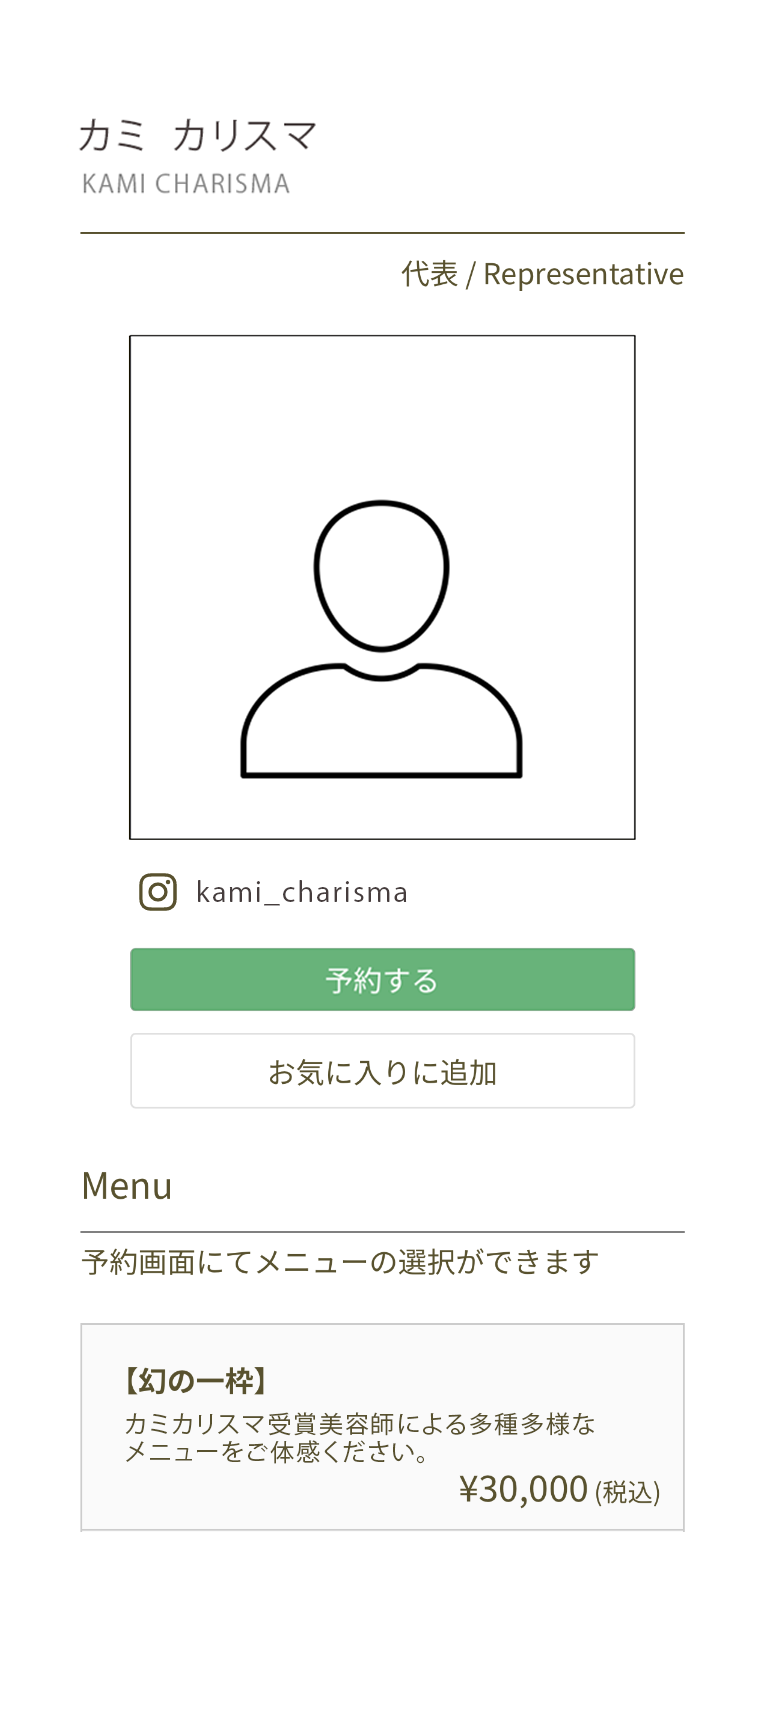 カミ カリスマ
KAMI CHARISMA
代表 / Representative
kami_charisma
予約する
お気に入りに追加
Menu
予約画面にてメニューの選択ができます
【幻の一枠】
カミカリスマ受賞美容師による多種多様な
メニューをご体感ください。
¥30,000 (税込)